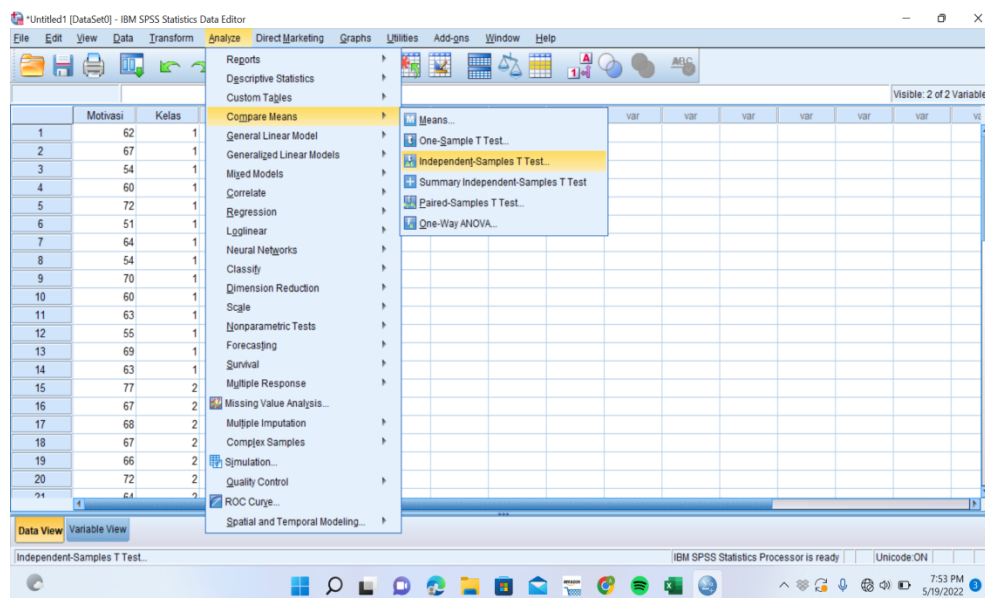 *Untitled1 [DataSet0] - IBM SPSS Statistics Data Editor
File Edit View Data Transform Analyze Direct Marketing Graphs Utilities Add-ons Window Help
Visible: 2 of 2 Variable
Motivasi Kelas var var var var var var
1 62 1
2 67 1
3 54 1
4 60 1
5 72 1
6 51 1
7 64 1
8 54 1
9 70 1
10 60 1
11 63 1
12 55 1
13 69 1
14 63 1
15 77 2
16 67 2
17 68 2
18 67 2
19 66 2
20 72 2
21 64 2
Reports
Descriptive Statistics
Custom Tables
Compare Means
General Linear Model
Generalized Linear Models
Mixed Models
Correlate
Regression
Loglinear
Neural Networks
Classify
Dimension Reduction
Scale
Nonparametric Tests
Forecasting
Survival
Multiple Response
Missing Value Analysis...
Multiple Imputation
Complex Samples
Simulation...
Quality Control
ROC Curve...
Spatial and Temporal Modeling...
Means...
One-Sample T Test...
Independent-Samples T Test...
Summary Independent-Samples T Test
Paired-Samples T Test...
One-Way ANOVA...
Data View Variable View
Independent-Samples T Test...
IBM SPSS Statistics Processor is ready Unicode:ON
7:53 PM
5/19/2022 3